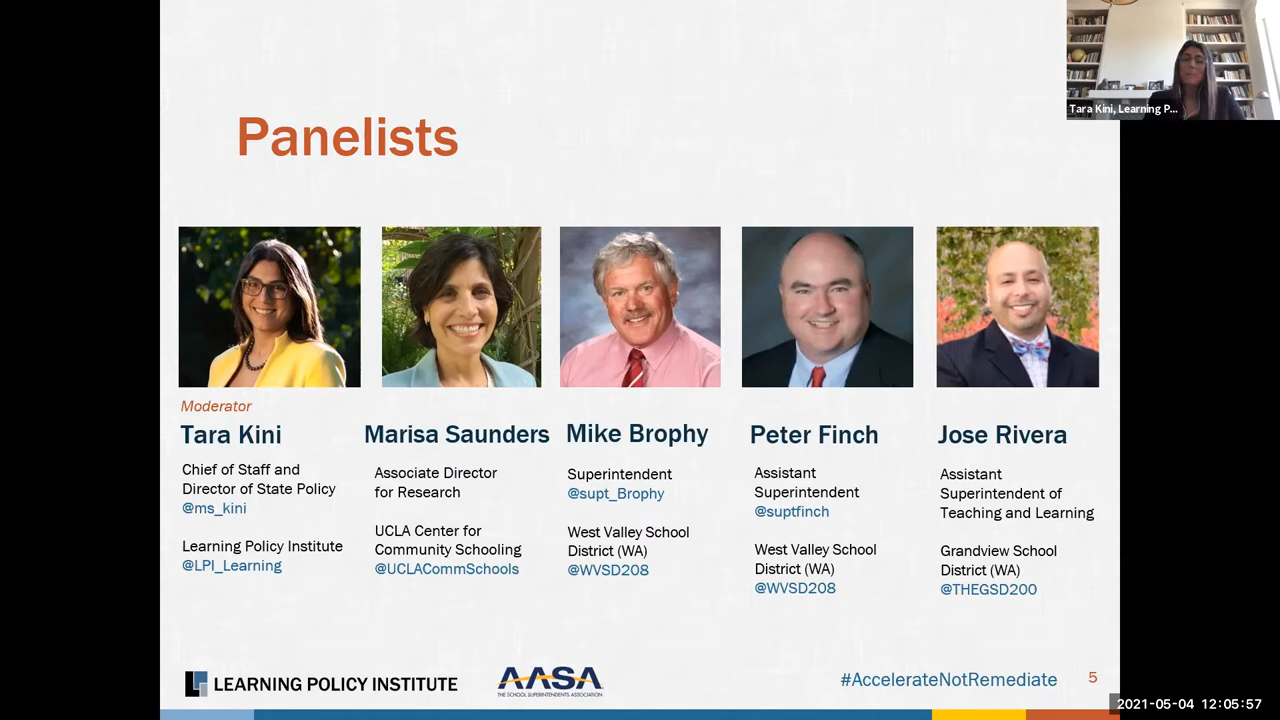 Tara Kini, Learning P...
Panelists
Moderator
Tara Kini
Chief of Staff and
Director of State Policy
@ms_kini
Learning Policy Institute
@LPI_Learning
Marisa Saunders
Associate Director
for Research
UCLA Center for
Community Schooling
@UCLACommSchools
Mike Brophy
Superintendent
@supt_Brophy
West Valley School
District (WA)
@WVSD208
Peter Finch
Assistant
Superintendent
@suptfinch
West Valley School
District (WA)
@WVSD208
Jose Rivera
Assistant
Superintendent of
Teaching and Learning
Grandview School
District (WA)
@THEGSD200
LEARNING POLICY INSTITUTE
AASA
THE SCHOOL SUPERINTENDENTS ASSOCIATION
#AccelerateNotRemediate
5
2021-05-04 12:05:57